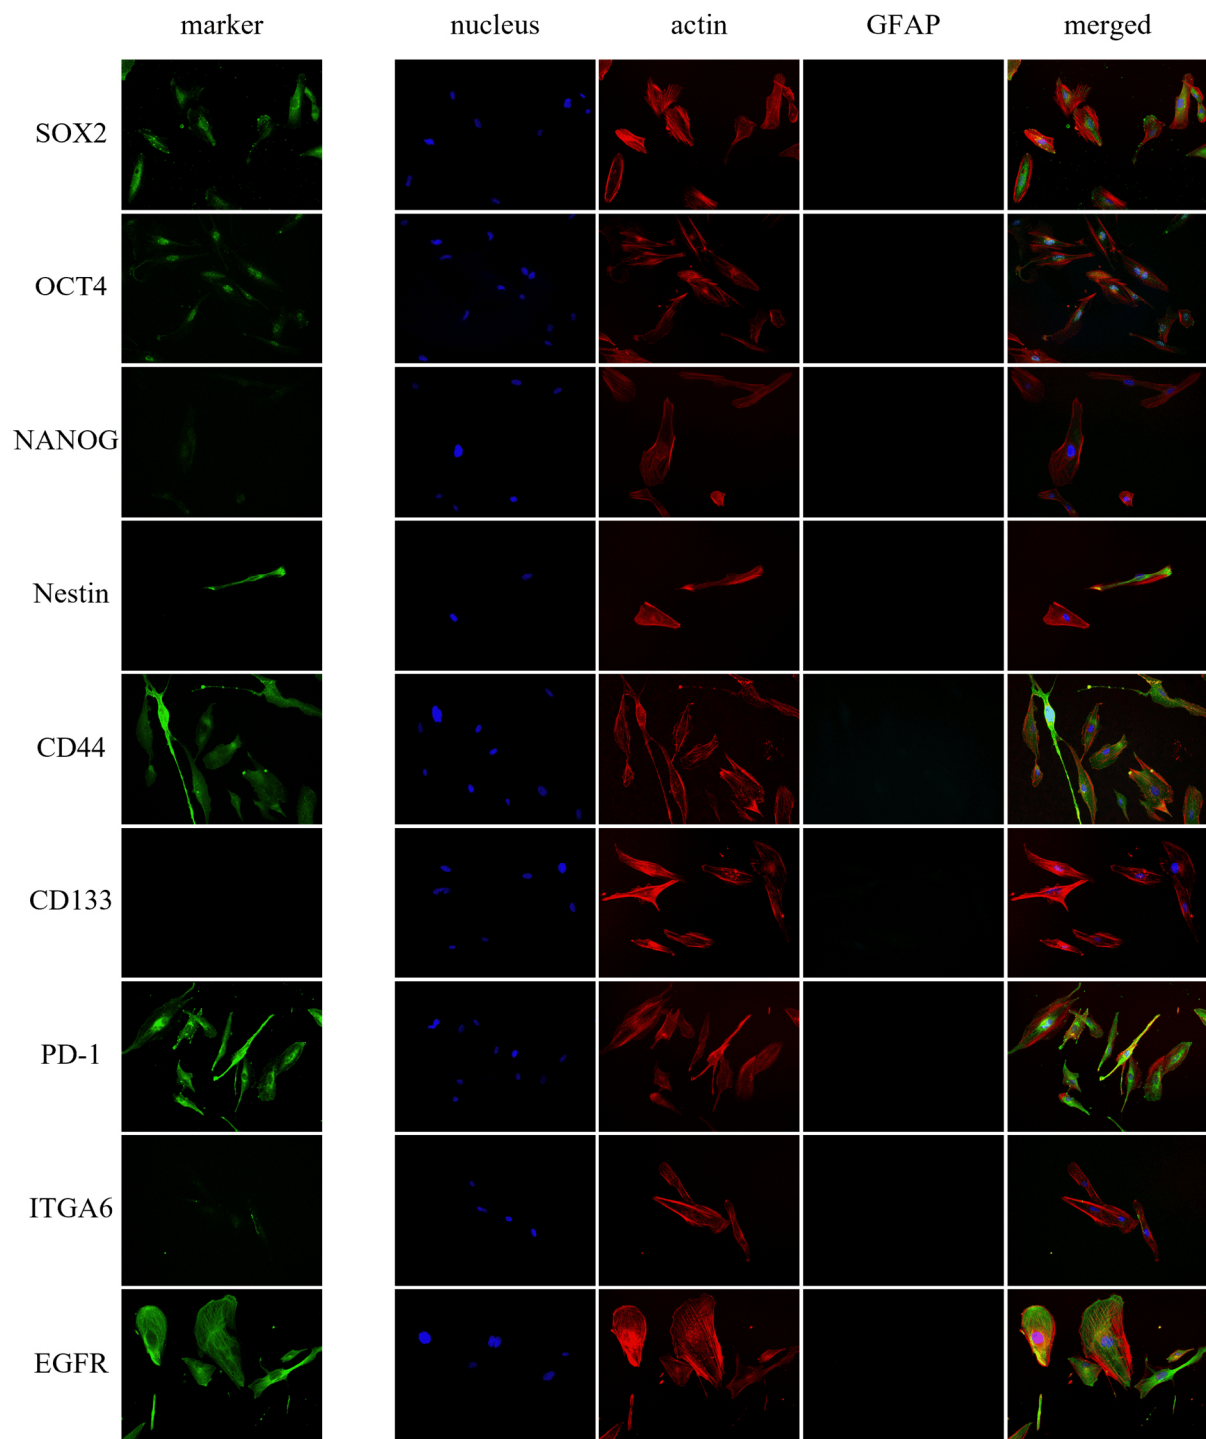 marker nucleus actin GFAP merged
SOX2
OCT4
NANOG
Nestin
CD44
CD133
PD-1
ITGA6
EGFR